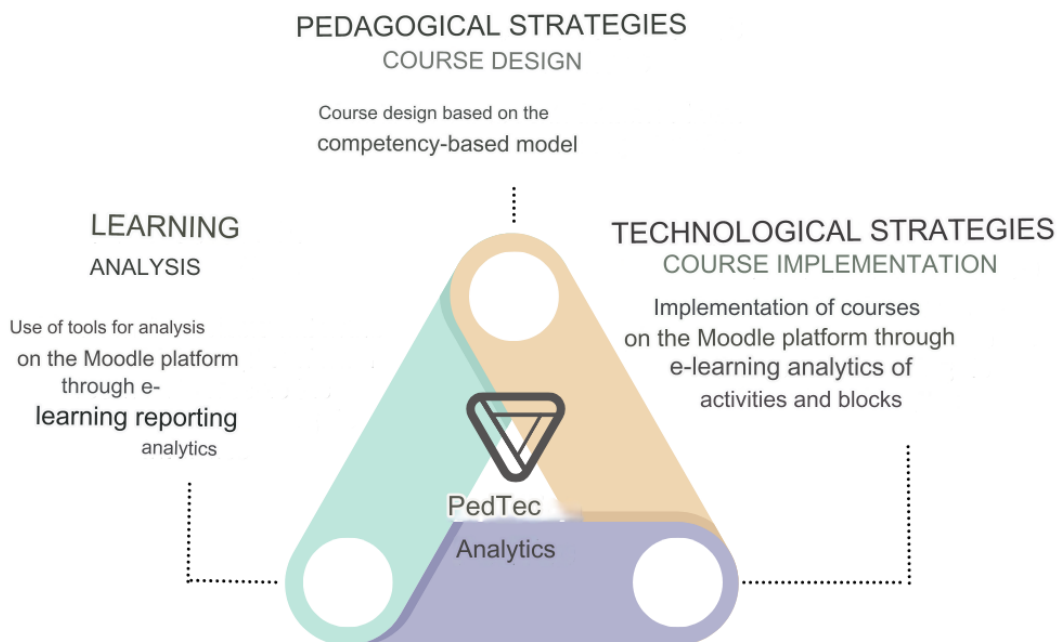 PEDAGOGICAL STRATEGIES
COURSE DESIGN
Course design based on the
competency-based model
LEARNING
ANALYSIS
Use of tools for analysis
on the Moodle platform
through e-
learning reporting
analytics
TECHNOLOGICAL STRATEGIES
COURSE IMPLEMENTATION
Implementation of courses
on the Moodle platform through
e-learning analytics of
activities and blocks
PedTec
Analytics